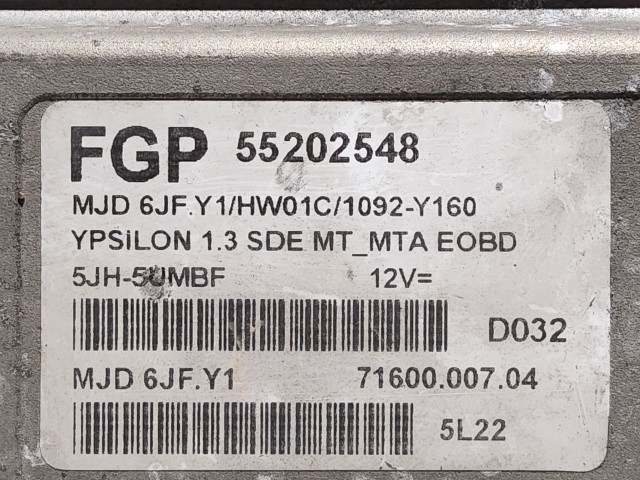 FGP 55202548
MJD 6JF.Y1/HW01C/1092-Y160
YPSiLON 1.3 SDE MT_MTA EOBD
5JH-5UMBF 12V=
D032
MJD 6JF.Y1 71600.007.04
5L22